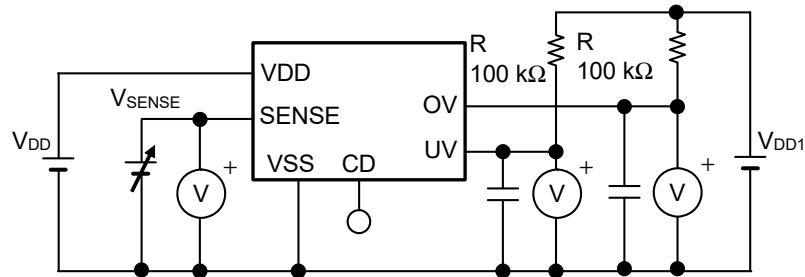 R
100 kΩ
R
100 kΩ
VDD
VSENSE
SENSE
OV
VDD
UV
VDD1
VSS
CD
+
V
+
V
+
V